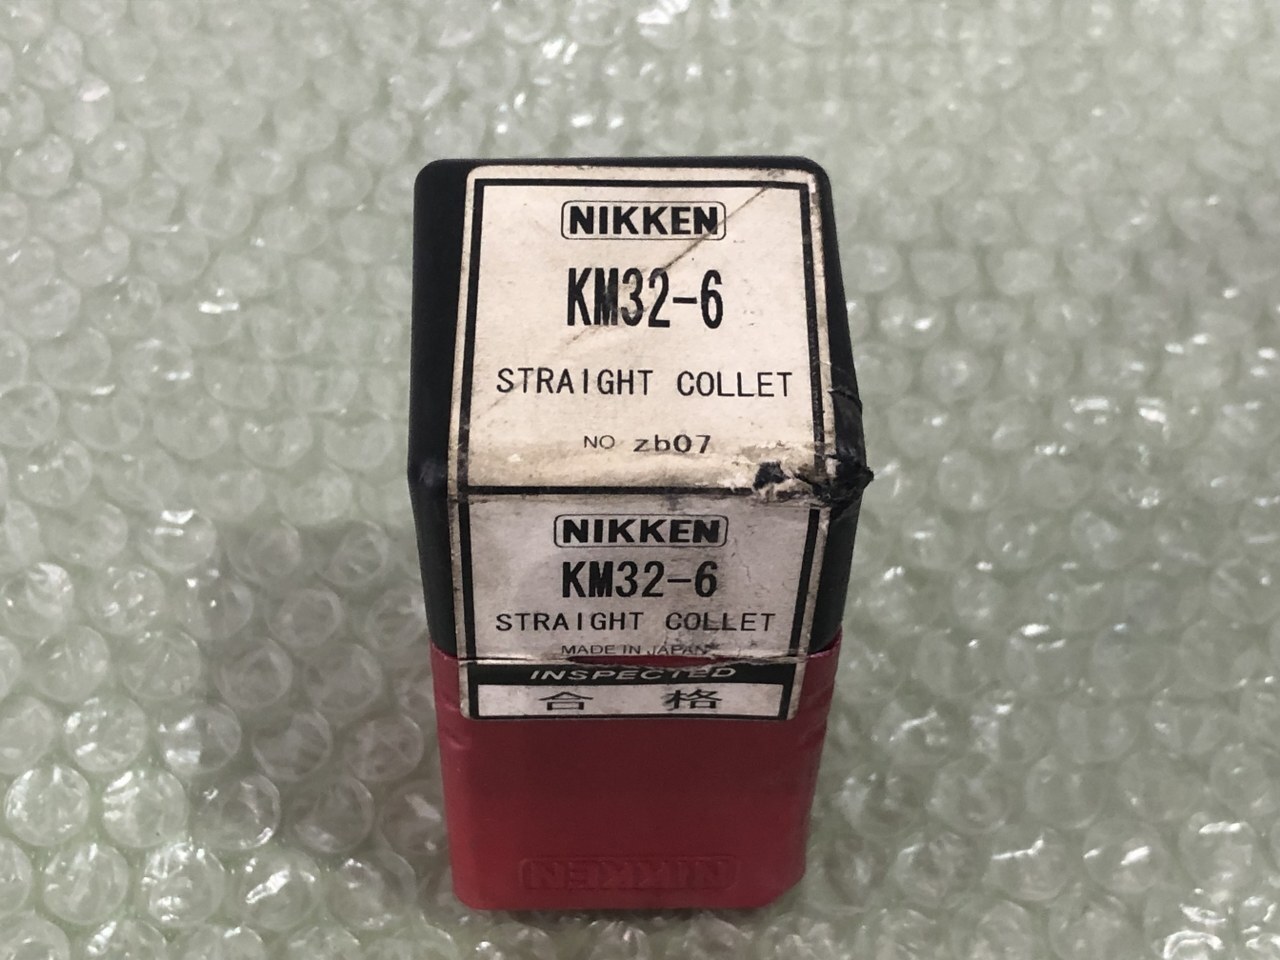 NIKKEN
KM32-6
STRAIGHT COLLET
NO zb07
NIKKEN
KM32-6
STRAIGHT COLLET
MADE IN JAPAN
INSPECTED
合格
NIKKEN